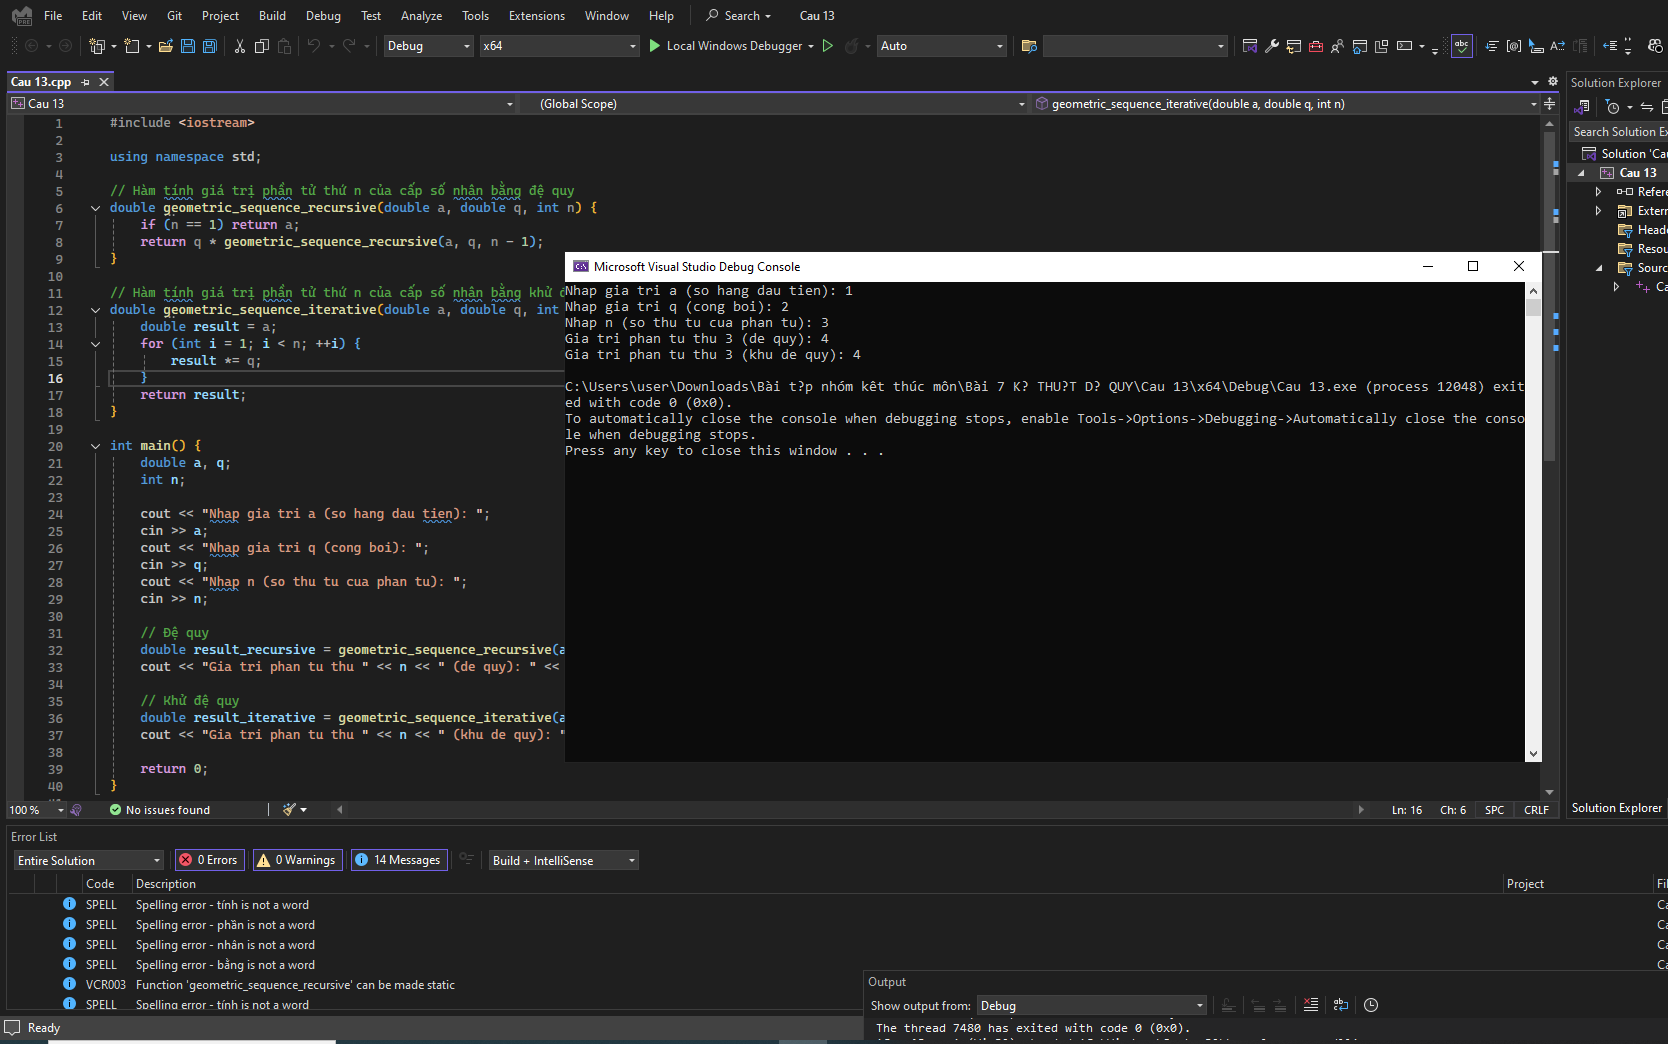 File Edit View Git Project Build Debug Test Analyze Tools Extensions Window Help Search Cau 13
Debug x64 Local Windows Debugger Auto
Cau 13.cpp
Cau 13 (Global Scope) geometric_sequence_iterative(double a, double q, int n)
1 #include <iostream>
2
3 using namespace std;
4
5 // Hàm tính giá trị phần tử thứ n của cấp số nhân bằng đệ quy
6 double geometric_sequence_recursive(double a, double q, int n) {
7 if (n == 1) return a;
8 return q * geometric_sequence_recursive(a, q, n - 1);
9 }
10
11 // Hàm tính giá trị phần tử thứ n của cấp số nhân bằng khử
12 double geometric_sequence_iterative(double a, double q, int
13 double result = a;
14 for (int i = 1; i < n; ++i) {
15 result *= q;
16 }
17 return result;
18 }
19
20 int main() {
21 double a, q;
22 int n;
23
24 cout << "Nhap gia tri a (so hang dau tien): ";
25 cin >> a;
26 cout << "Nhap gia tri q (cong boi): ";
27 cin >> q;
28 cout << "Nhap n (so thu tu cua phan tu): ";
29 cin >> n;
30
31 // Đệ quy
32 double result_recursive = geometric_sequence_recursive(a
33 cout << "Gia tri phan tu thu " << n << " (de quy): " <<
34
35 // Khử đệ quy
36 double result_iterative = geometric_sequence_iterative(a
37 cout << "Gia tri phan tu thu " << n << " (khu de quy): "
38
39 return 0;
40 }
Microsoft Visual Studio Debug Console
Nhap gia tri a (so hang dau tien): 1
Nhap gia tri q (cong boi): 2
Nhap n (so thu tu cua phan tu): 3
Gia tri phan tu thu 3 (de quy): 4
Gia tri phan tu thu 3 (khu de quy): 4
C:\Users\user\Downloads\Bài t?p nhóm kêt thúc môn\Bài 7 K? THU?T D? QUY\Cau 13\x64\Debug\Cau 13.exe (process 12048) exit
ed with code 0 (0x0).
To automatically close the console when debugging stops, enable Tools->Options->Debugging->Automatically close the conso
le when debugging stops.
Press any key to close this window . . .
Solution Explorer
Search Solution Ex
Solution 'Cau
Cau 13
Refere
Extern
Heade
Resou
Sourc
Ca
Solution Explorer
100 % No issues found Ln: 16 Ch: 6 SPC CRLF
Error List
Entire Solution 0 Errors 0 Warnings 14 Messages Build + IntelliSense
Code Description Project Fil
SPELL Spelling error - tính is not a word Ca
SPELL Spelling error - phần is not a word Ca
SPELL Spelling error - nhân is not a word Ca
SPELL Spelling error - bằng is not a word Ca
VCR003 Function 'geometric_sequence_recursive' can be made static
SPELL Spelling error - tính is not a word
Output
Show output from: Debug
The thread 7480 has exited with code 0 (0x0).
Ready